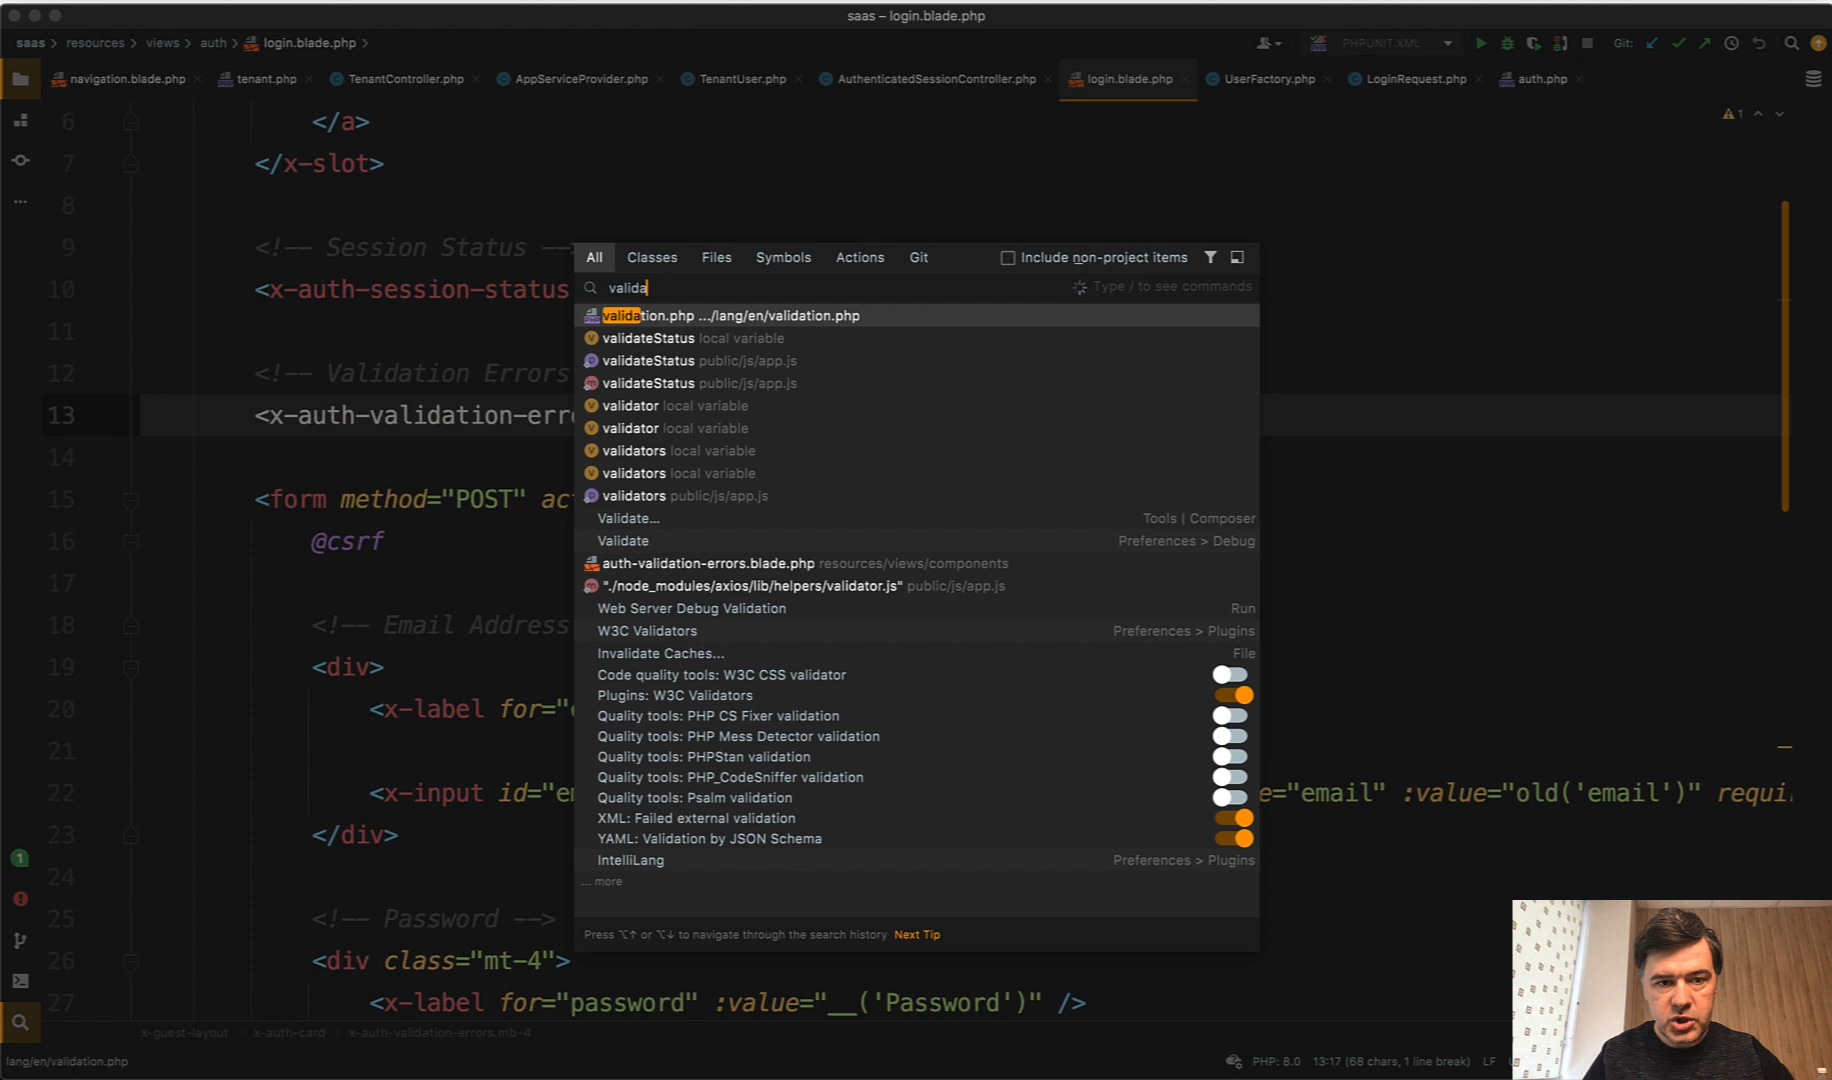 saas – login.blade.php
saas > resources > views > auth > login.blade.php >
PHPUNIT.XML
Git:
navigation.blade.php
tenant.php
TenantController.php
AppServiceProvider.php
TenantUser.php
AuthenticatedSessionController.php
login.blade.php
UserFactory.php
LoginRequest.php
auth.php
1
6 </a>
7 </x-slot>
8
9 <!-- Session Status --
10 <x-auth-session-status
11
12 <!-- Validation Errors
13 <x-auth-validation-err
14
15 <form method="POST" ac
16 @csrf
17
18 <!-- Email Address
19 <div>
20 <x-label for="
21
22 <x-input id="e
e="email" :value="old('email')" requi
23 </div>
24
25 <!-- Password -->
26 <div class="mt-4">
27 <x-label for="password" :value="__('Password')" />
All Classes Files Symbols Actions Git Include non-project items
valida Type / to see commands
validation.php .../lang/en/validation.php
validateStatus local variable
validateStatus public/js/app.js
validateStatus public/js/app.js
validator local variable
validator local variable
validators local variable
validators local variable
validators public/js/app.js
Validate... Tools | Composer
Validate Preferences > Debug
auth-validation-errors.blade.php resources/views/components
"./node_modules/axios/lib/helpers/validator.js" public/js/app.js
Web Server Debug Validation Run
W3C Validators Preferences > Plugins
Invalidate Caches... File
Code quality tools: W3C CSS validator
Plugins: W3C Validators
Quality tools: PHP CS Fixer validation
Quality tools: PHP Mess Detector validation
Quality tools: PHPStan validation
Quality tools: PHP_CodeSniffer validation
Quality tools: Psalm validation
XML: Failed external validation
YAML: Validation by JSON Schema
IntelliLang Preferences > Plugins
... more
Press ⌥↑ or ⌥↓ to navigate through the search history Next Tip
1
x-guest-layout > x-auth-card > x-auth-validation-errors.mb-4
lang/en/validation.php
PHP: 8.0 13:17 (68 chars, 1 line break) LF